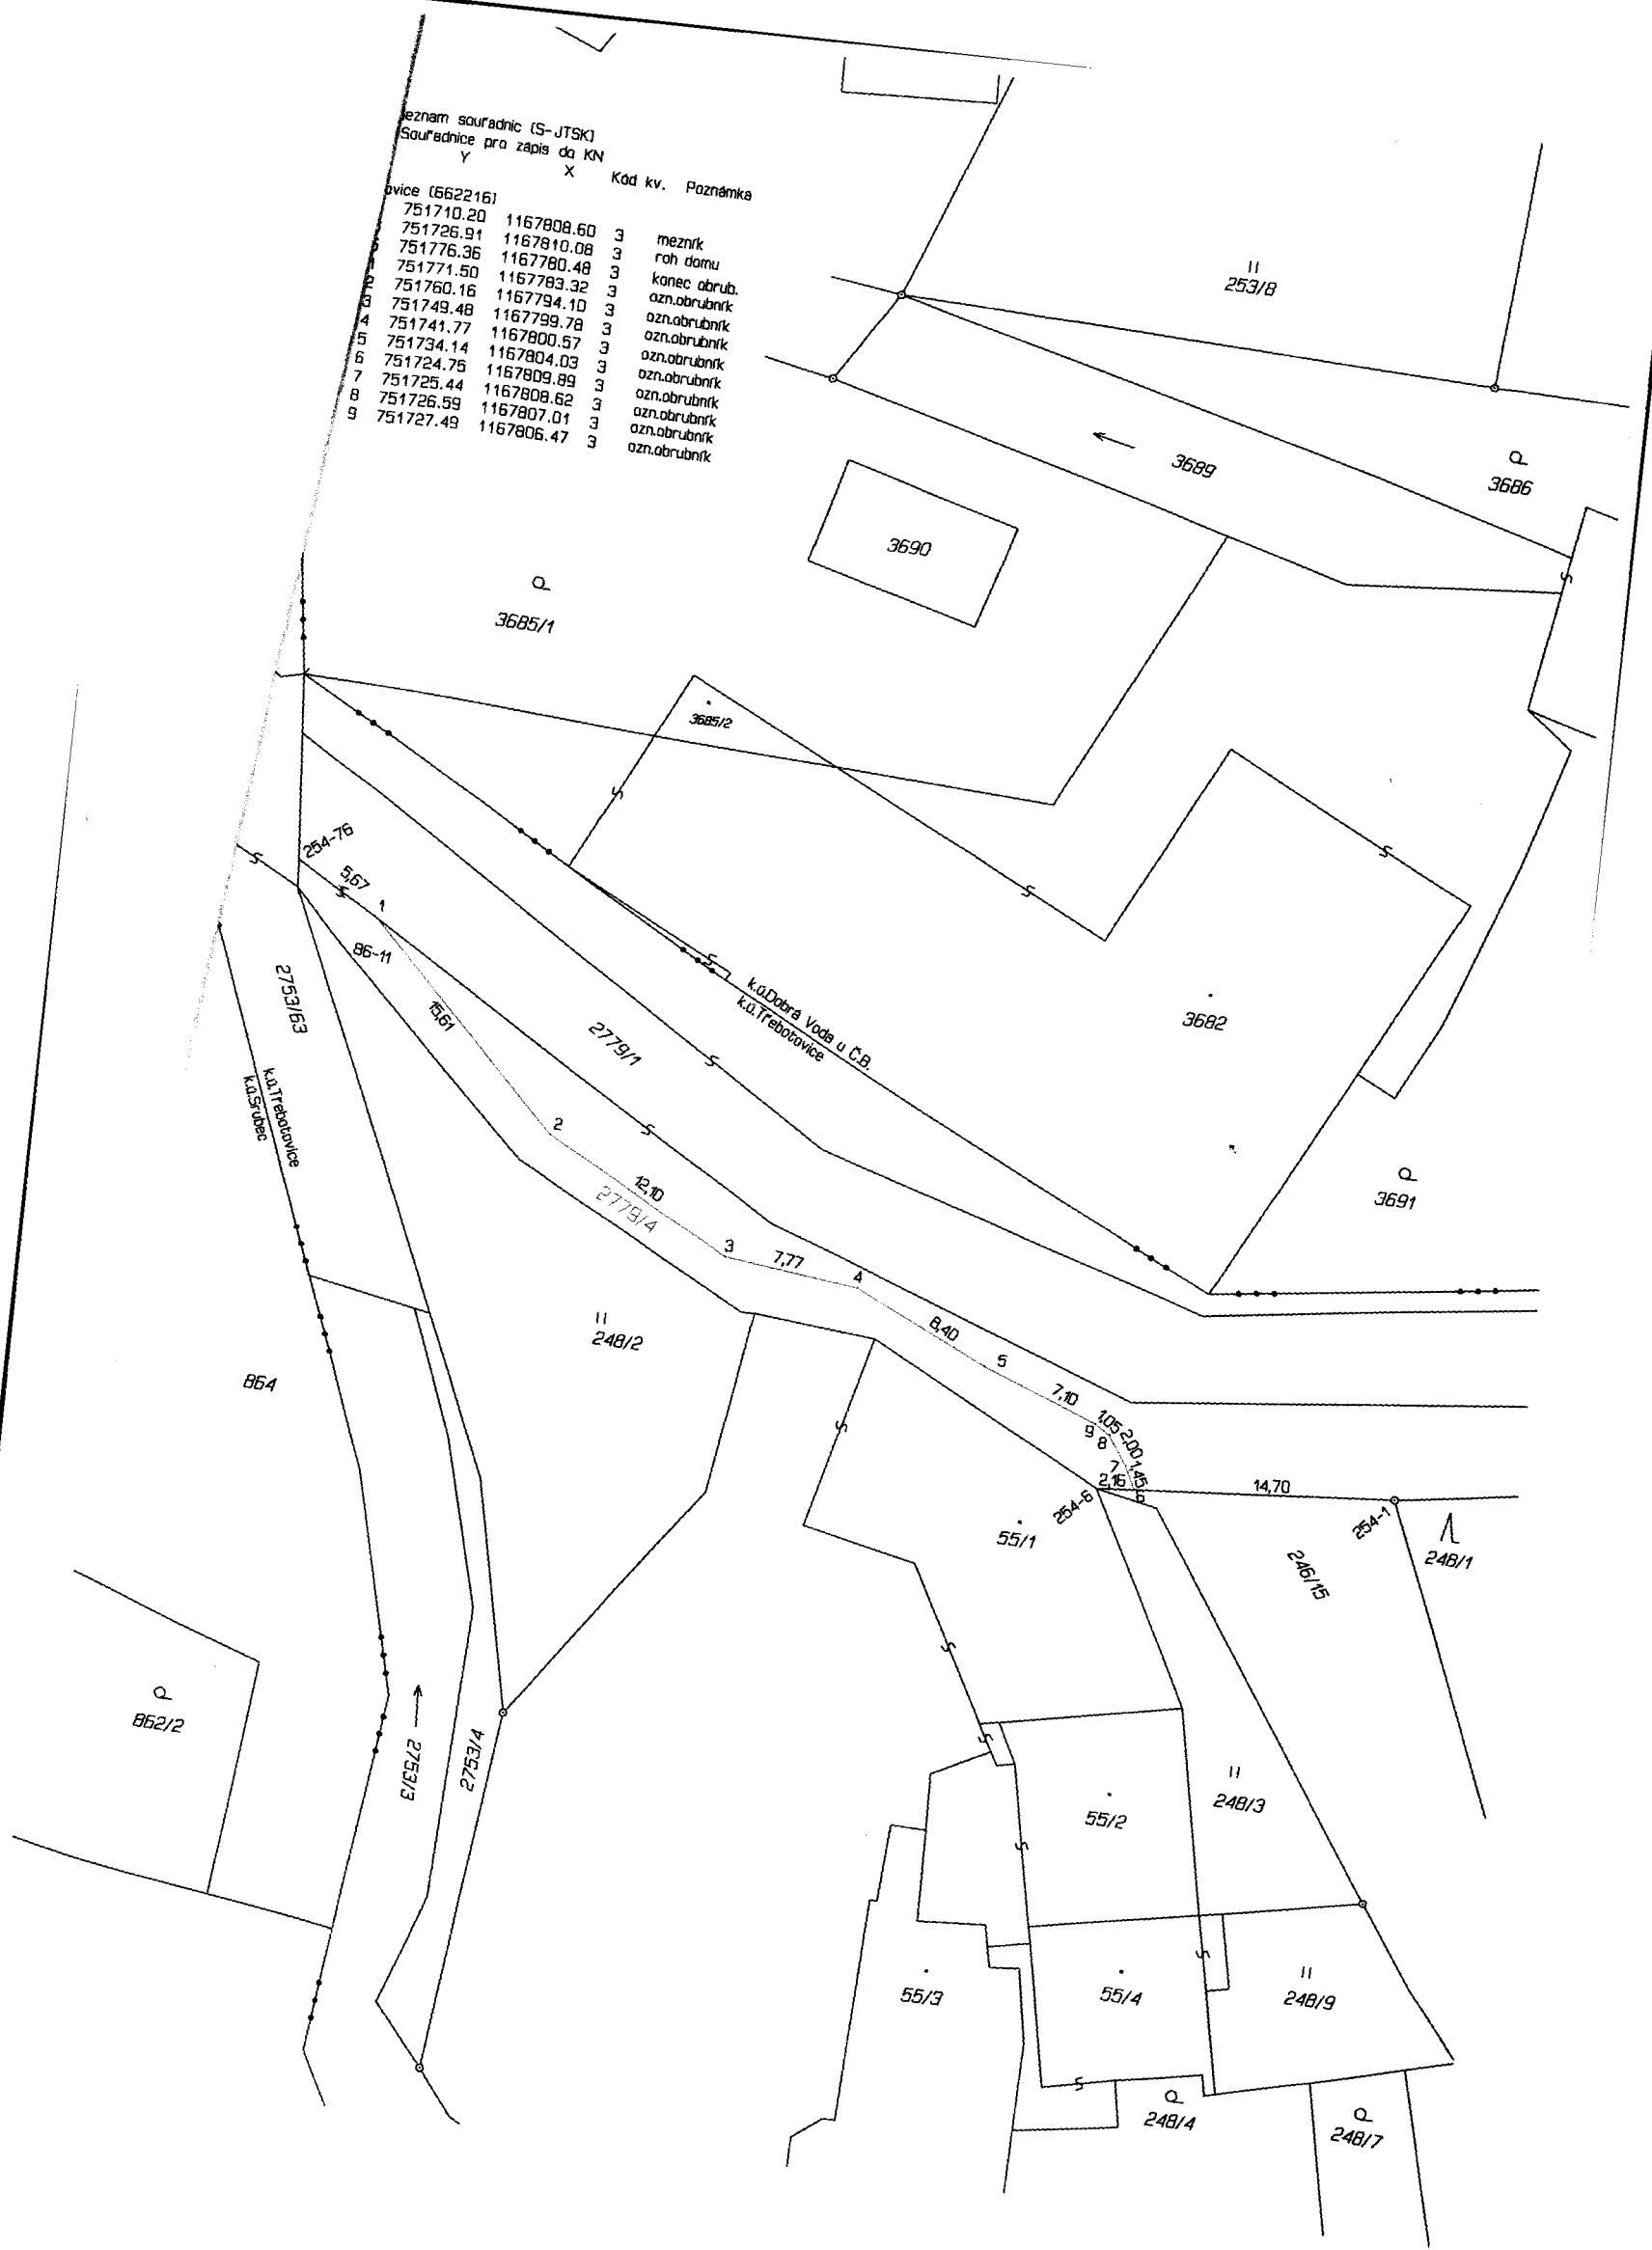 eznam souřadnic (S-JTSK)
Souřadnice pro zápis do KN
Y X Kód kv. Poznámka
ovice (662216)
751710.20 1167808.60 3 mezník
751726.91 1167810.08 3 roh domu
751776.36 1167780.48 3 konec obrub.
751771.50 1167783.32 3 ozn.obrubník
751760.16 1167794.10 3 ozn.obrubník
3 751749.48 1167799.78 3 ozn.obrubník
4 751741.77 1167800.57 3 ozn.obrubník
5 751734.14 1167804.03 3 ozn.obrubník
6 751724.75 1167809.89 3 ozn.obrubník
7 751725.44 1167808.62 3 ozn.obrubník
8 751726.59 1167807.01 3 ozn.obrubník
9 751727.49 1167806.47 3 ozn.obrubník
253/8
3689
3686
3690
3685/1
3685/2
254-76
5,67
1
86-11
2753/63
15,61
2779/1
k.ú.Dobrá Voda u Č.B.
k.ú.Třebotovice
3682
k.ú.Třebotovice
k.ú.Srubec
2
12,10
2779/4
3
7,77
4
3691
248/2
8,40
5
864
7,10
1,05
2,00
9
8
7
1,45
2,16
6
14,70
254-6
254-1
55/1
246/15
248/1
862/2
2753/3
2753/4
55/2
248/3
55/3
55/4
248/9
248/4
248/7